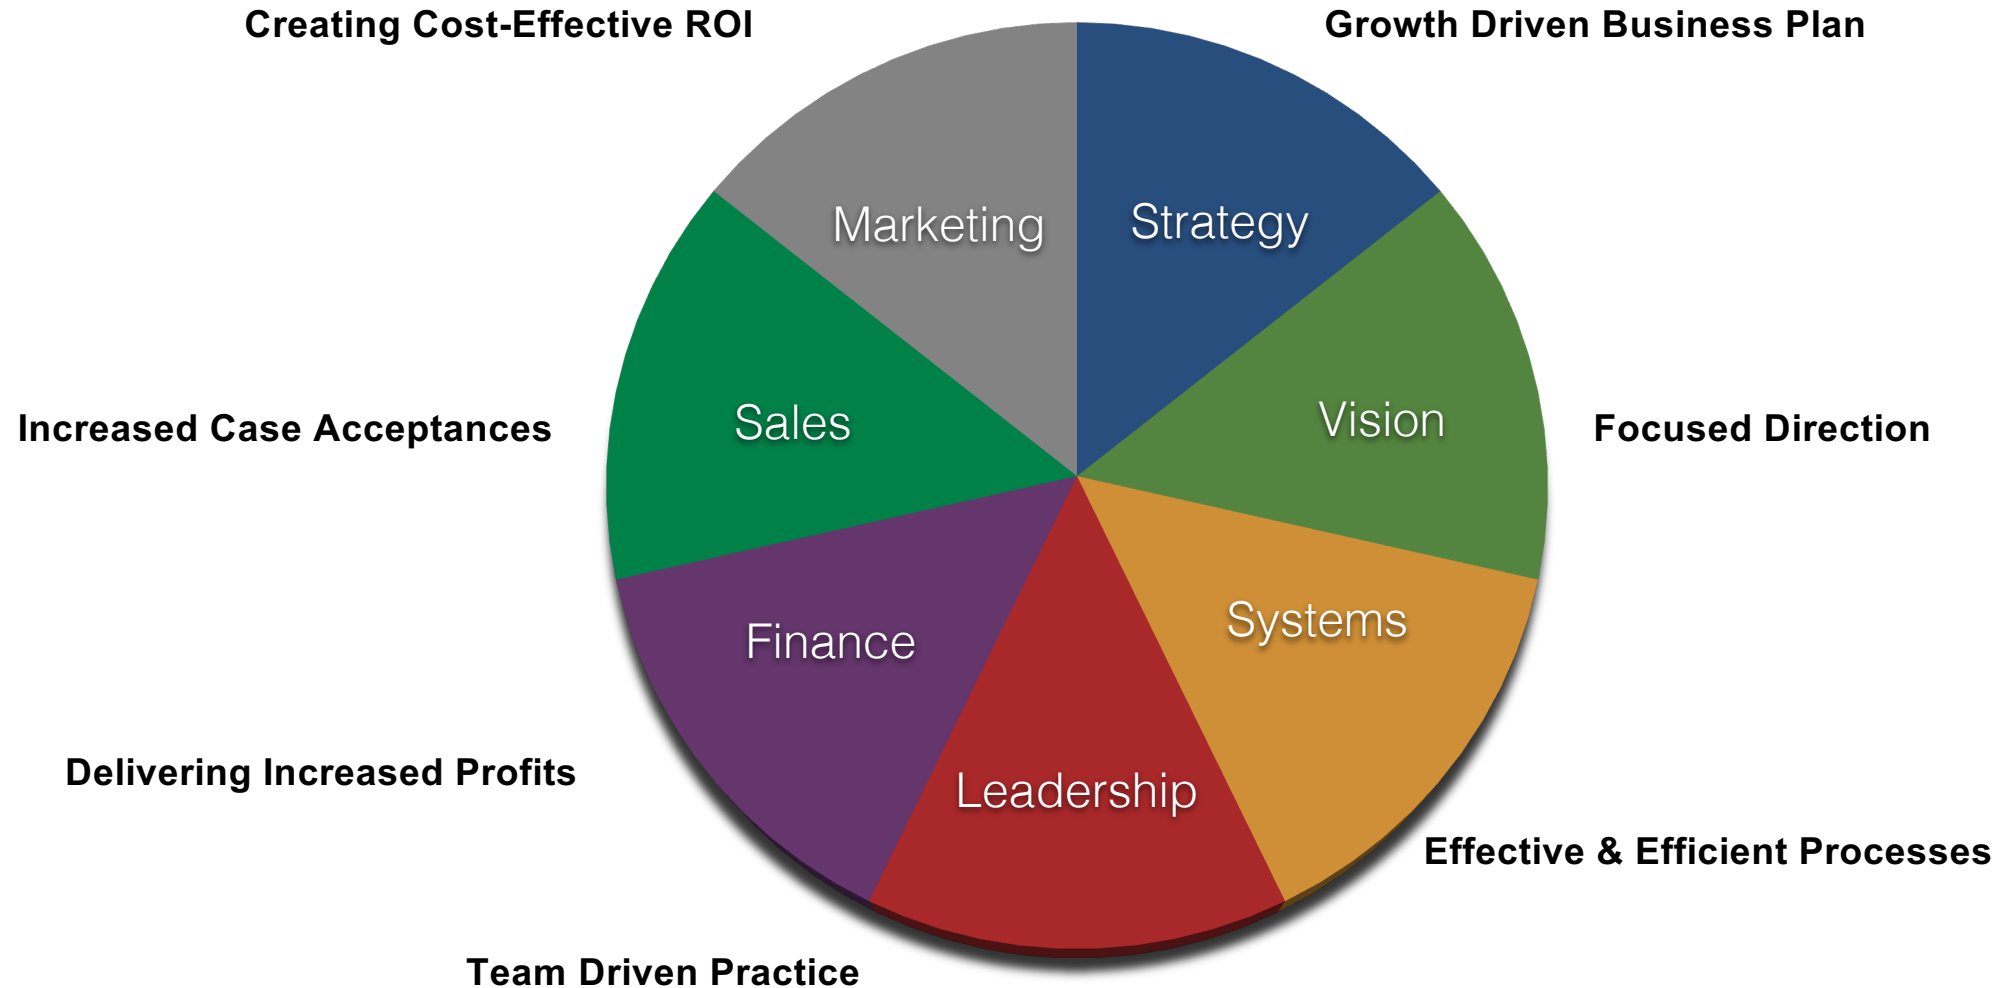 Creating Cost-Effective ROI
Growth Driven Business Plan
Marketing
Strategy
Sales
Vision
Increased Case Acceptances
Focused Direction
Finance
Systems
Delivering Increased Profits
Leadership
Effective & Efficient Processes
Team Driven Practice